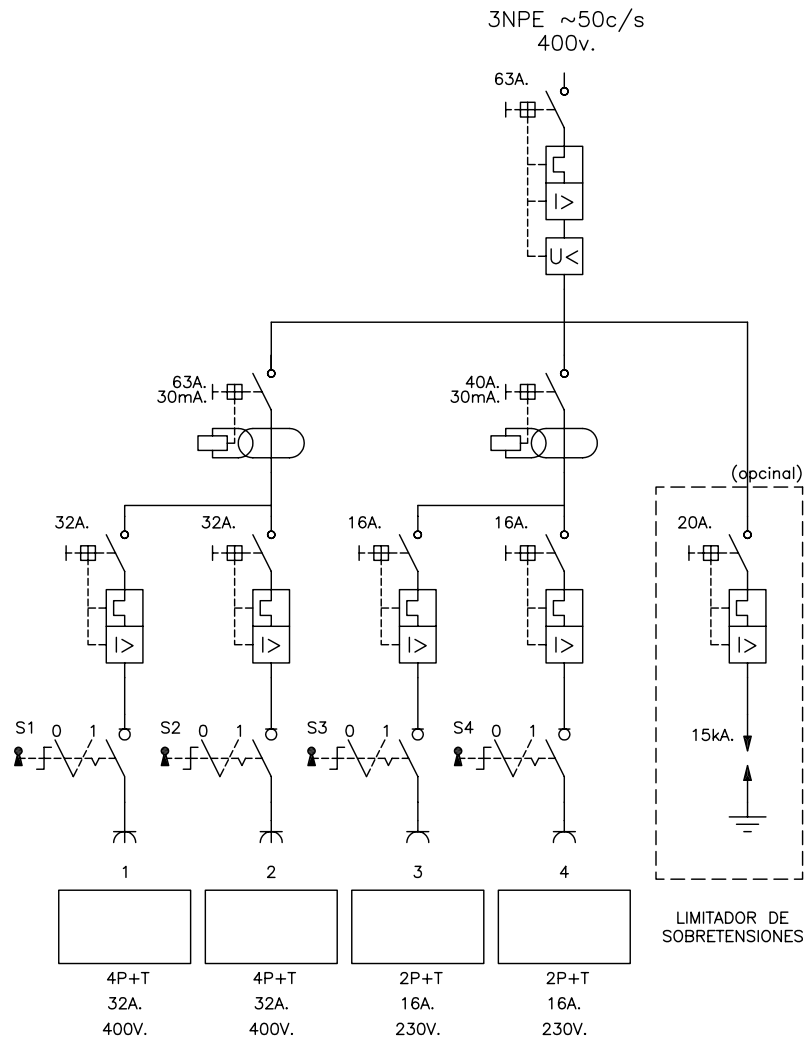 3NPE ~50c/s
400v.
63A.
I>
U<
63A.
30mA.
40A.
30mA.
(opcinal)
32A.
32A.
16A.
16A.
20A.
I>
I>
I>
I>
I>
S1 0 1
S2 0 1
S3 0 1
S4 0 1
15kA.
1
2
3
4
LIMITADOR DE
SOBRETENSIONES
4P+T
32A.
400V.
4P+T
32A.
400V.
2P+T
16A.
230V.
2P+T
16A.
230V.